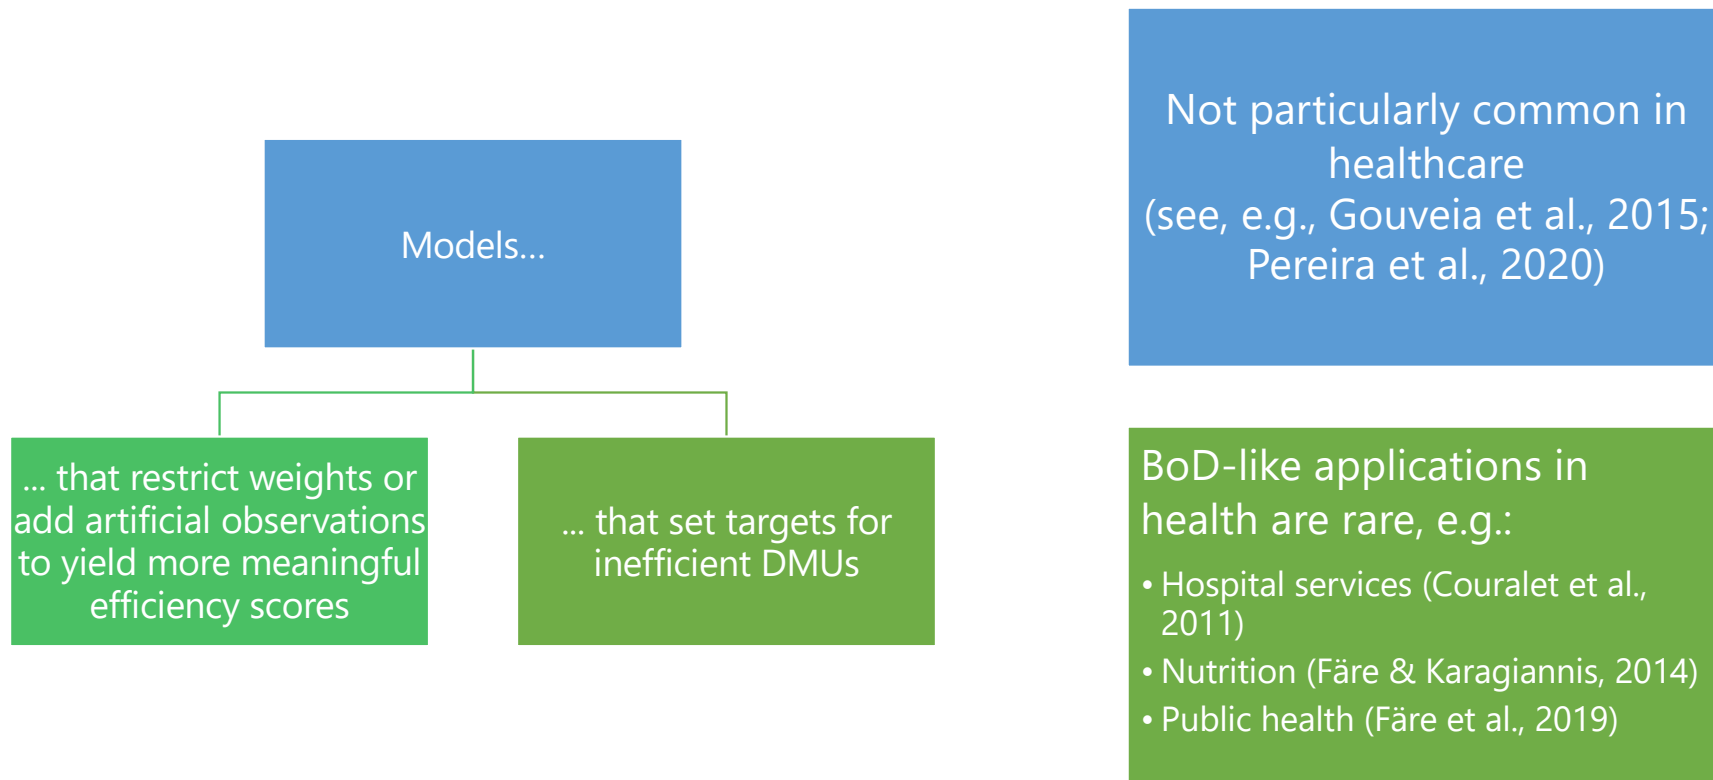 Models...
... that restrict weights or
add artificial observations
to yield more meaningful
efficiency scores
... that set targets for
inefficient DMUs
Not particularly common in
healthcare
(see, e.g., Gouveia et al., 2015;
Pereira et al., 2020)
BoD-like applications in
health are rare, e.g.:
• Hospital services (Couralet et al.,
2011)
• Nutrition (Färe & Karagiannis, 2014)
• Public health (Färe et al., 2019)